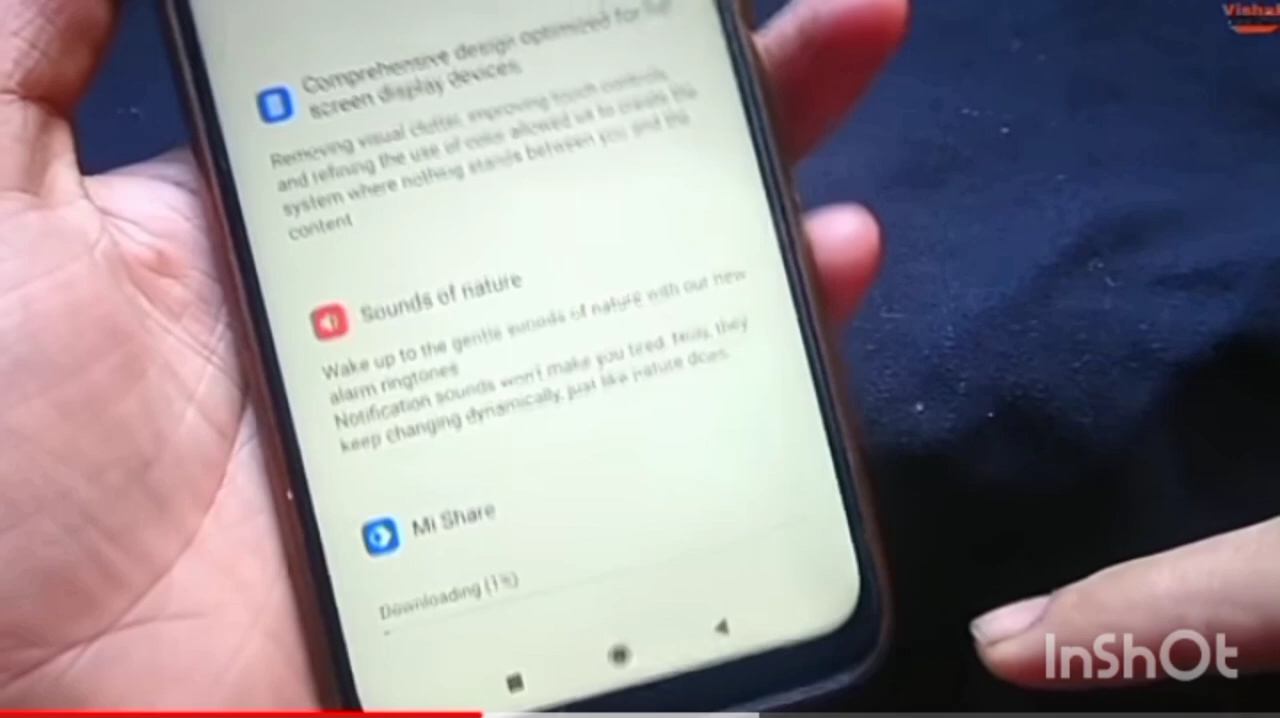 Vishal
Comprehensive design optimized for full
screen display devices
Removing visual clutter, improving touch controls,
and refining the use of color allowed us to create the
system where nothing stands between you and the
content
Sounds of nature
Wake up to the gentle sunods of nature with our new
alarm ringtones
Notification sounds won't make you tired. they
keep changing dynamically, just like nature does.
Mi Share
Downloading (1%)
InShOt